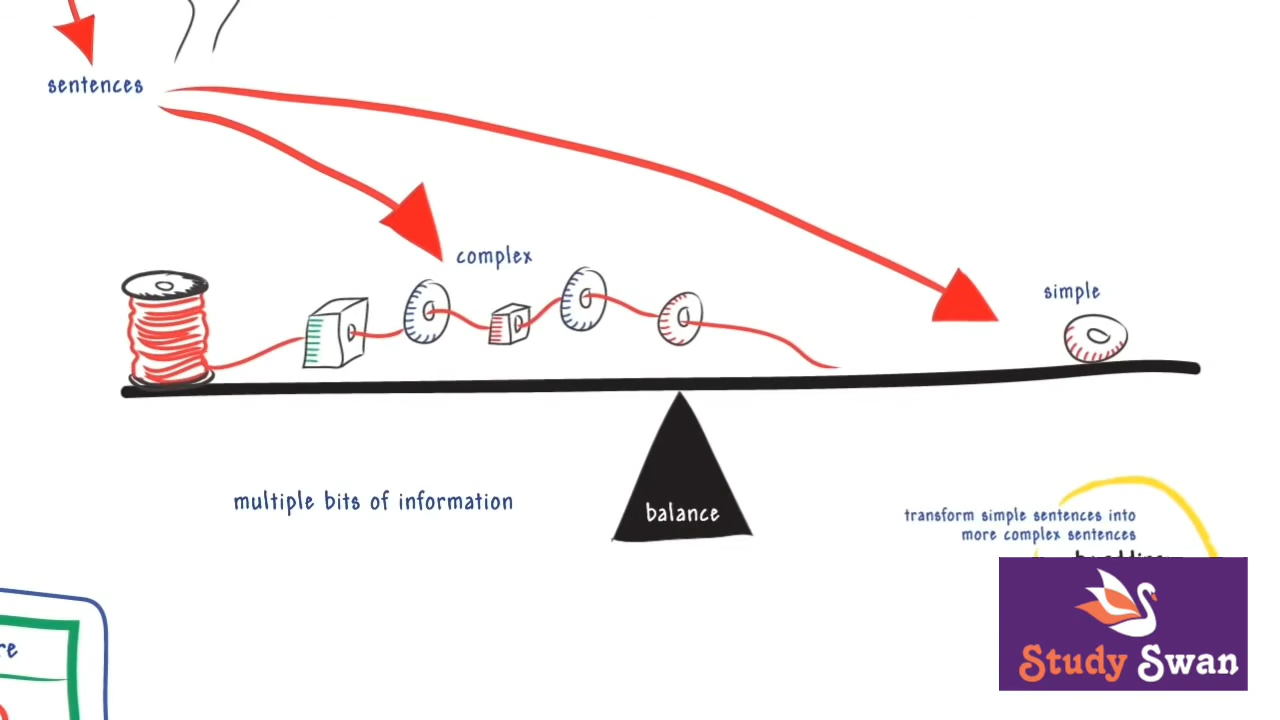 sentences
complex
simple
multiple bits of information
balance
transform simple sentences into
more complex sentences
Study Swan